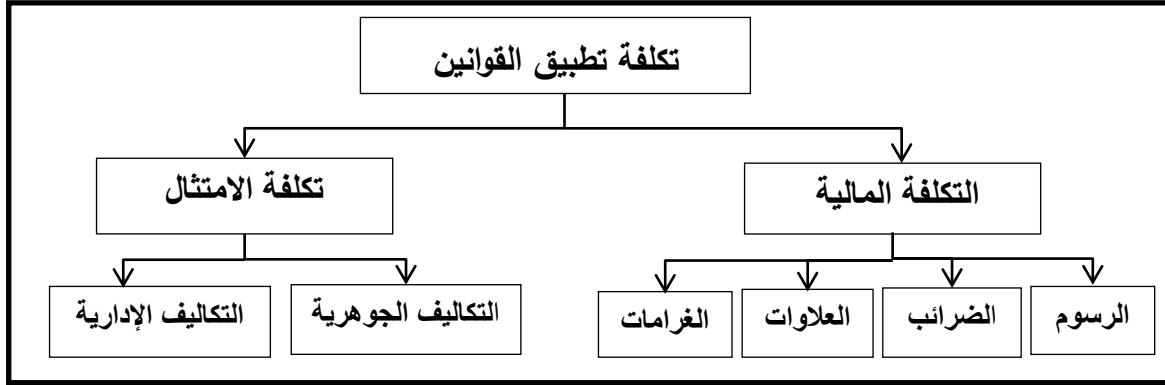 تكلفة تطبيق القوانين
التكلفة المالية
تكلفة الامتثال
الرسوم
الضرائب
العلاوات
الغرامات
التكاليف الجوهرية
التكاليف الإدارية